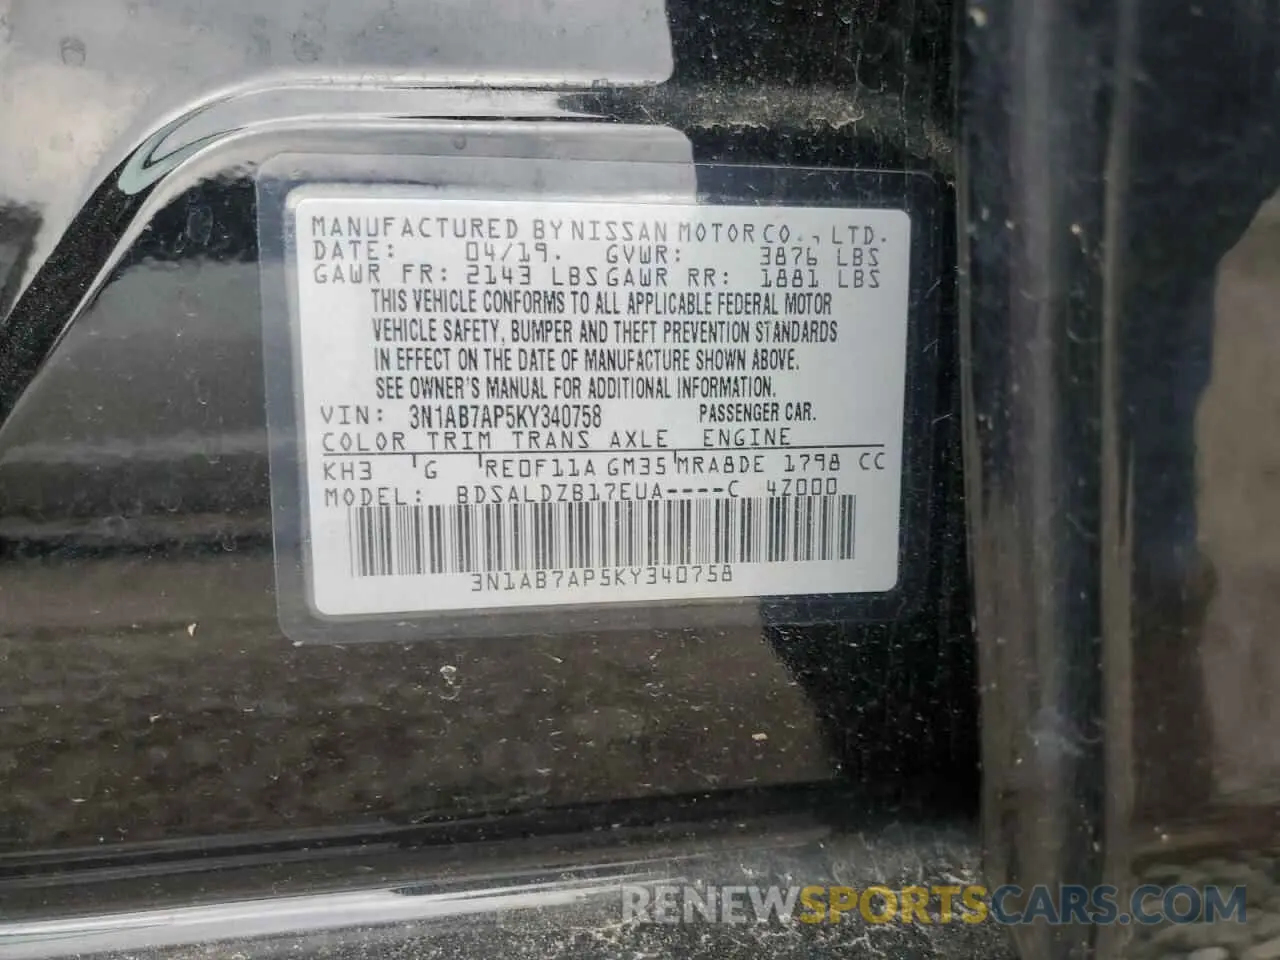 MANUFACTURED BY NISSAN MOTOR CO., LTD.
DATE: 04/19. GVWR: 3876 LBS
GAWR FR: 2143 LBS GAWR RR: 1881 LBS
THIS VEHICLE CONFORMS TO ALL APPLICABLE FEDERAL MOTOR
VEHICLE SAFETY, BUMPER AND THEFT PREVENTION STANDARDS
IN EFFECT ON THE DATE OF MANUFACTURE SHOWN ABOVE.
SEE OWNER'S MANUAL FOR ADDITIONAL INFORMATION.
VIN: 3N1AB7AP5KY340758 PASSENGER CAR.
COLOR TRIM TRANS AXLE ENGINE
KH3 G RE0F11A GM35 MRA8DE 1798 CC
MODEL: BDSALDZB17EUA----C 4Z000
3N1AB7AP5KY340758
RENEWSPORTSCARS.COM